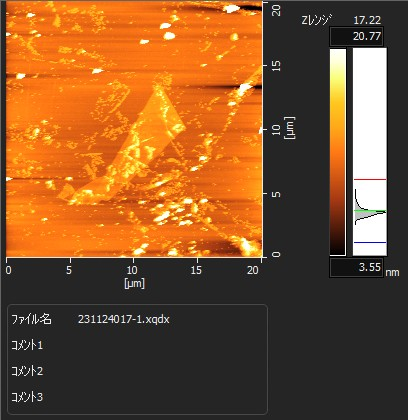 Zレンジ 17.22
20.77
20
15
10
5
0
[μm]
0 5 10 15 20
[μm]
3.55 nm
ファイル名 231124017-1.xqdx
コメント1
コメント2
コメント3